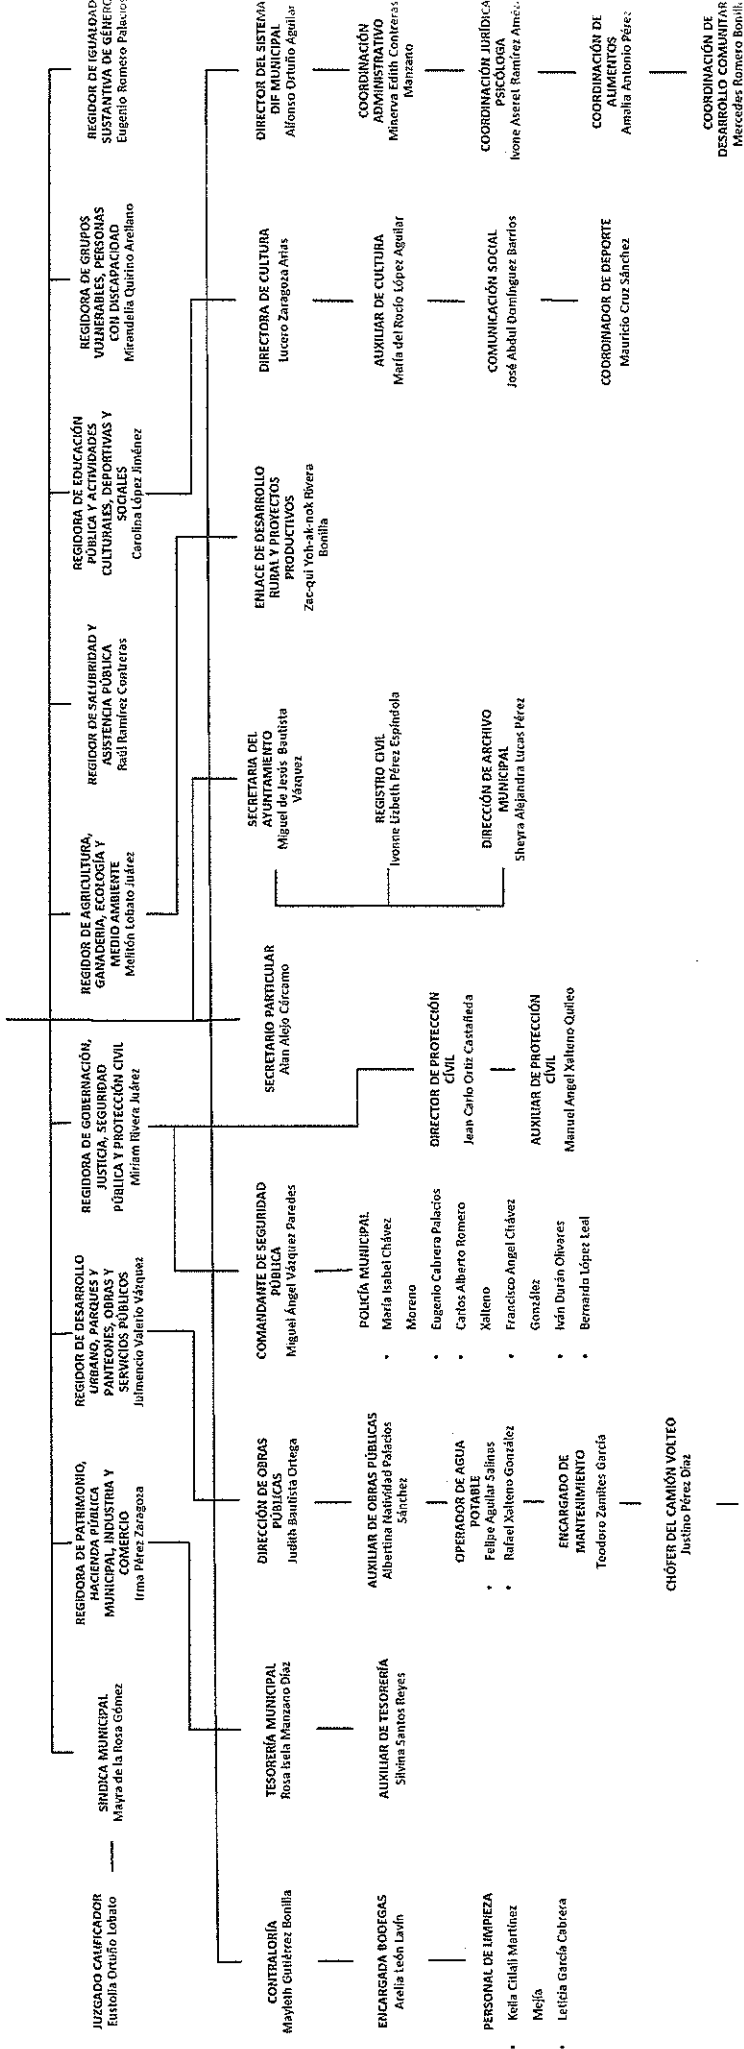 JUZGADO CALIFICADOR
Eustolia Ortuño Lobato
SINDICA MUNICIPAL
Mayra de la Rosa Gómez
REGIDORA DE PATRIMONIO,
HACIENDA PÚBLICA
MUNICIPAL, INDUSTRIA Y
COMERCIO
Irma Pérez Zaragoza
REGIDOR DE DESARROLLO
URBANO, PARQUES Y
PANTEONES, OBRAS Y
SERVICIOS PÚBLICOS
Julmencio Valerio Vázquez
REGIDORA DE GOBERNACIÓN,
JUSTICIA, SEGURIDAD
PÚBLICA Y PROTECCIÓN CIVIL
Miriam Rivera Juárez
REGIDOR DE AGRICULTURA,
GANADERIA, ECOLOGÍA Y
MEDIO AMBIENTE
Melitón Lobato Juárez
REGIDOR DE SALUBRIDAD Y
ASISTENCIA PÚBLICA
Raúl Ramírez Contreras
REGIDORA DE EDUCACIÓN
PÚBLICA Y ACTIVIDADES
CULTURALES, DEPORTIVAS Y
SOCIALES
Carolina López Jiménez
REGIDORA DE GRUPOS
VULNERABLES, PERSONAS
CON DISCAPACIDAD
Mirandelia Quirino Arellano
REGIDOR DE IGUALDAD
SUSTANTIVA DE GÉNERO
Eugenio Romero Palacios
CONTRALORÍA
Mayleth Gutiérrez Bonilla
ENCARGADA BODEGAS
Arelia León Lavín
PERSONAL DE LIMPIEZA
• Keila Citlali Martínez
Mejía
• Leticia García Cabrera
TESORERÍA MUNICIPAL
Rosa Isela Manzano Díaz
AUXILIAR DE TESORERÍA
Silvina Santos Reyes
DIRECCIÓN DE OBRAS
PÚBLICAS
Judith Bautista Ortega
AUXILIAR DE OBRAS PÚBLICAS
Albertina Natividad Palacios
Sánchez
OPERADOR DE AGUA
POTABLE
• Felipe Aguilar Salinas
• Rafael Xalteno González
ENCARGADO DE
MANTENIMIENTO
Teodoro Zamites García
CHÓFER DEL CAMIÓN VOLTEO
Justino Pérez Díaz
COMANDANTE DE SEGURIDAD
PÚBLICA
Miguel Ángel Vázquez Paredes
POLICÍA MUNICIPAL
• María Isabel Chávez
Moreno
• Eugenio Cabrera Palacios
• Carlos Alberto Romero
Xalteno
• Francisco Angel Chávez
González
• Iván Durán Olivares
• Bernardo López Leal
SECRETARIO PARTICULAR
Alan Alejo Cárcamo
DIRECTOR DE PROTECCIÓN
CÍVIL
Jean Carlo Ortiz Castañeda
AUXILIAR DE PROTECCIÓN
CÍVIL
Manuel Angel Xalteno Quileo
SECRETARIA DEL
AYUNTAMIENTO
Miguel de Jesús Bautista
Vázquez
REGISTRO CIVIL
Ivonne Lizbeth Pérez Espíndola
DIRECCIÓN DE ARCHIVO
MUNICIPAL
Sheyra Alejandra Lucas Pérez
ENLACE DE DESARROLLO
RURAL Y PROYECTOS
PRODUCTIVOS
Zac-qui Yoh-ak-nok Rivera
Bonilla
DIRECTORA DE CULTURA
Lucero Zaragoza Arias
AUXILIAR DE CULTURA
María del Rocío López Aguilar
COMUNICACIÓN SOCIAL
José Abdul Domínguez Barrios
COORDINADOR DE DEPORTE
Mauricio Cruz Sánchez
DIRECTOR DEL SISTEMA
DIF MUNICIPAL
Alfonso Ortuño Aguilar
COORDINACIÓN
ADMINISTRATIVO
Minerva Edith Contreras
Manzano
COORDINACIÓN JURÍDICA
PSICÓLOGA
Ivone Aserel Ramírez
COORDINACIÓN DE
ALIMENTOS
Amalia Antonio Pérez
COORDINACIÓN DE
DESARROLLO COMUNITAR
Mercedes Romero Bonill